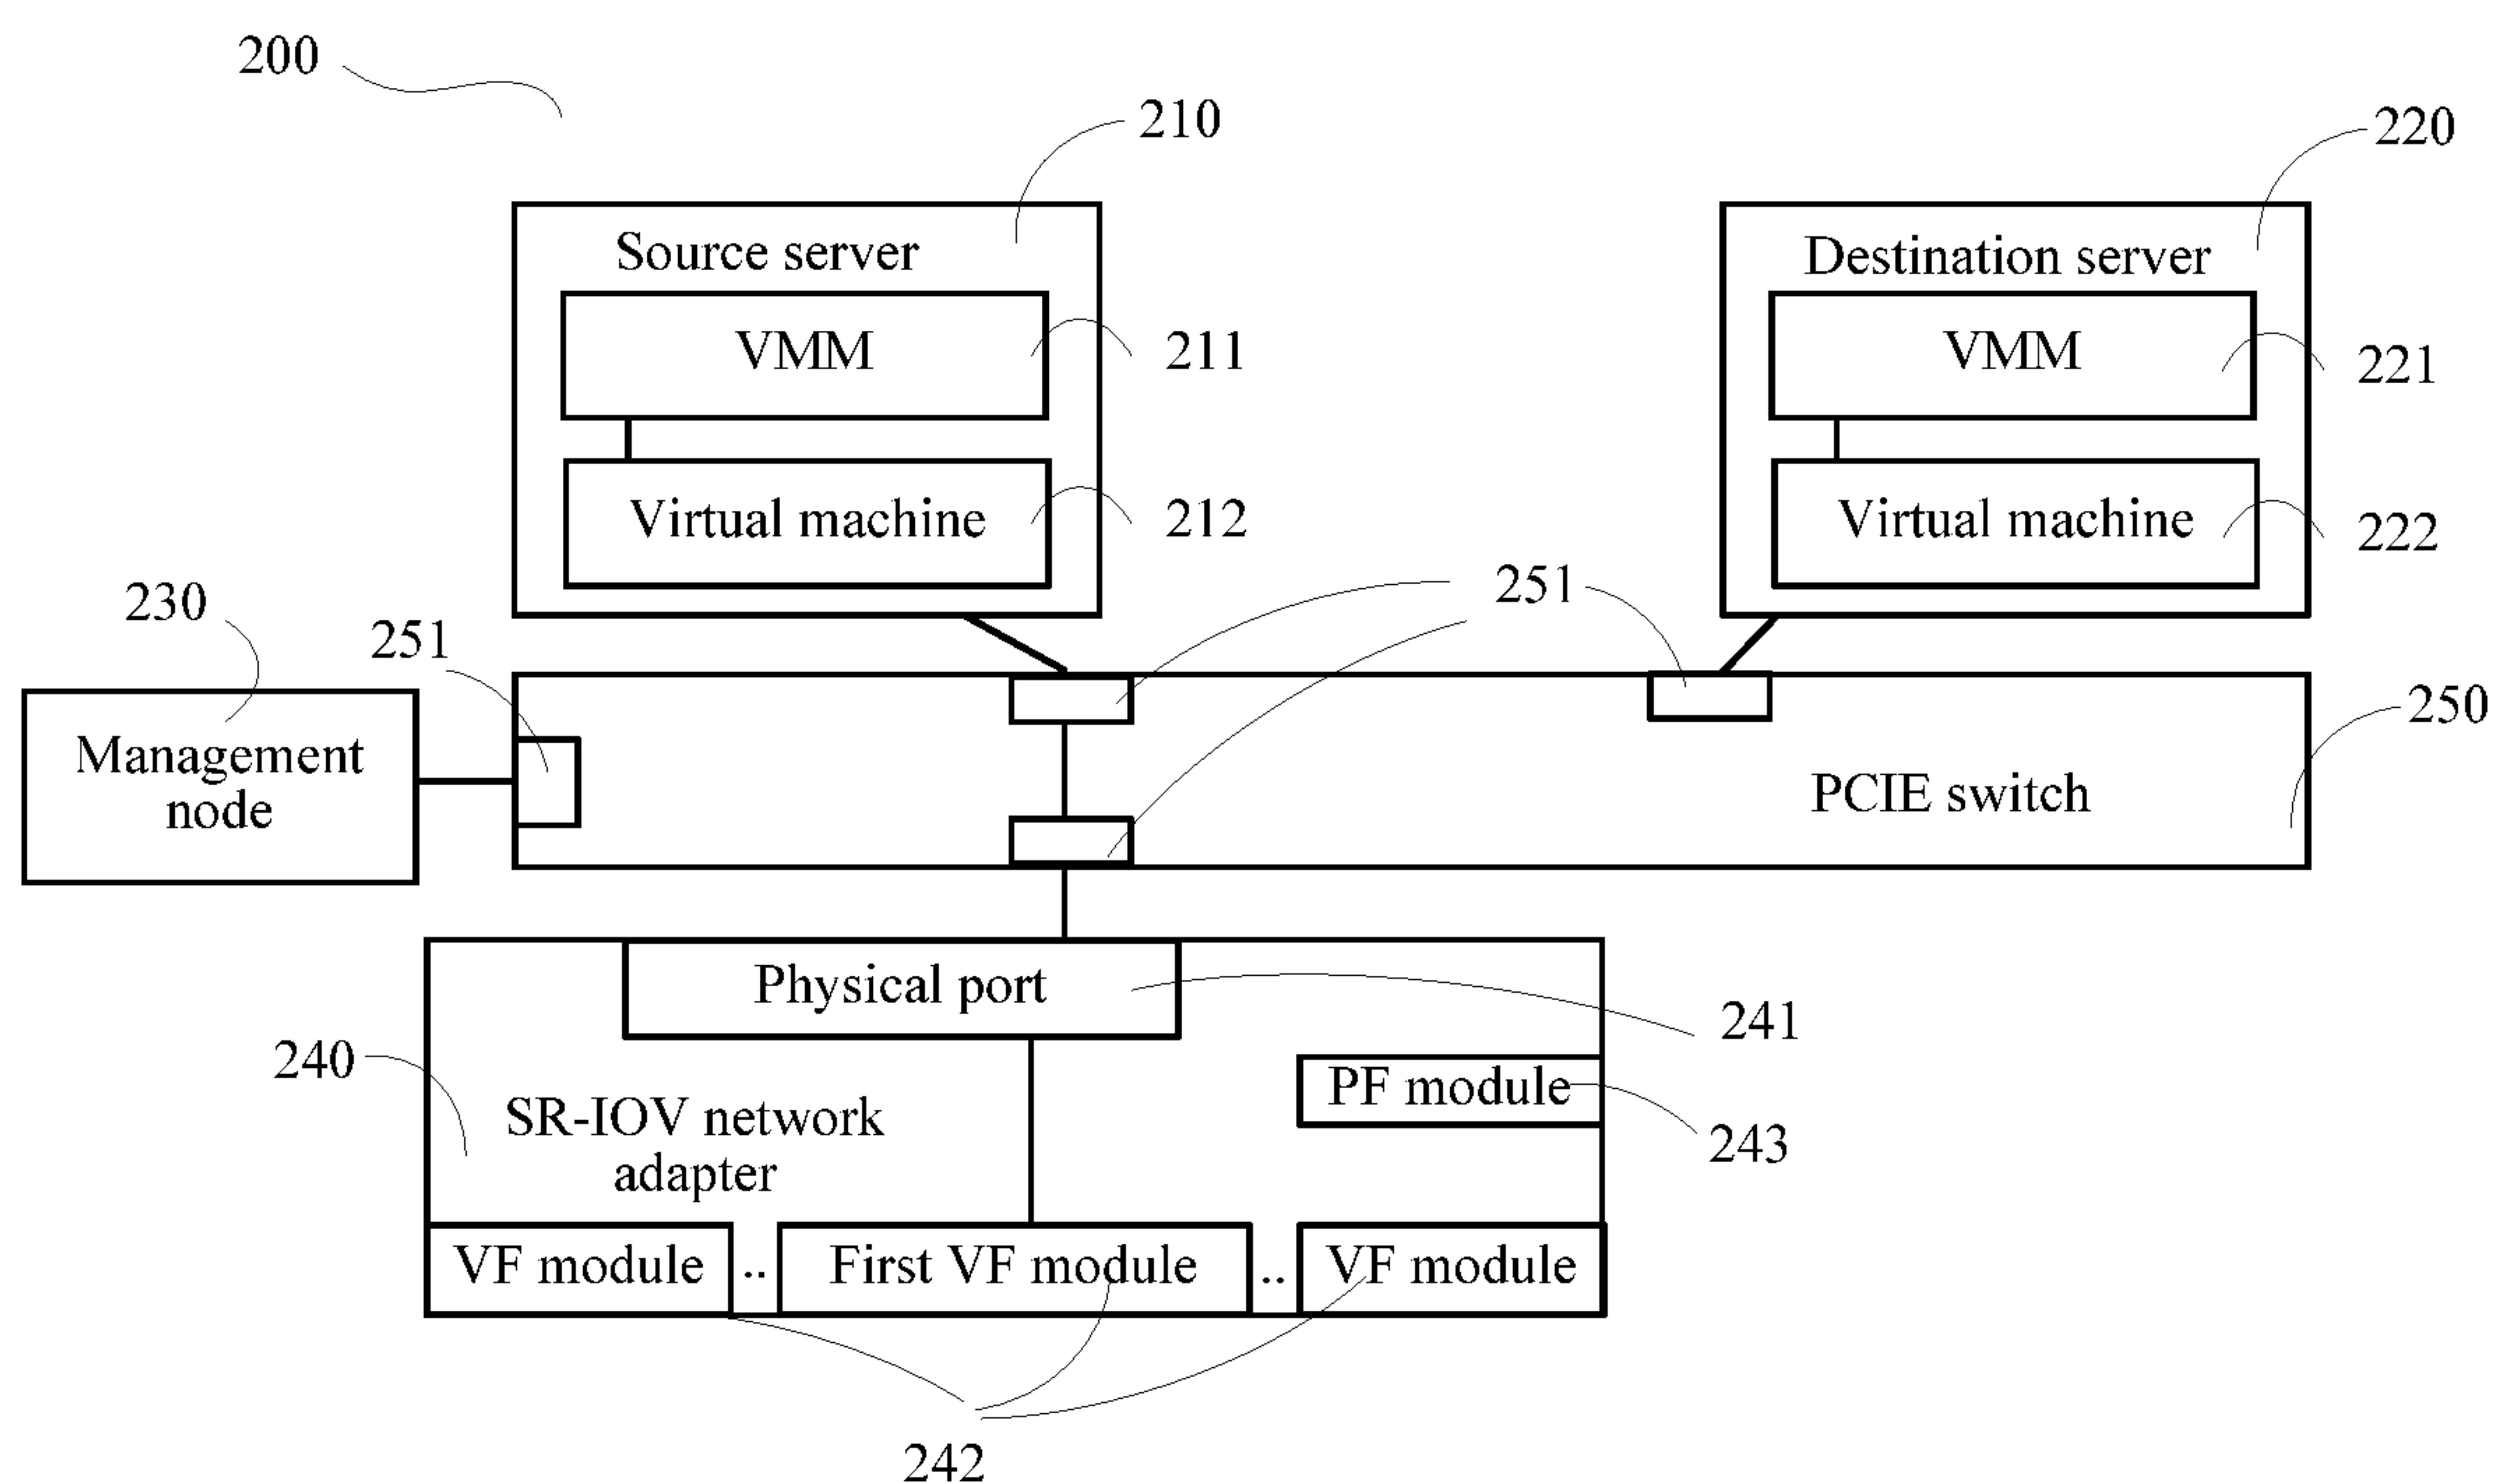 200
210
220
Source server
Destination server
VMM
211
VMM
221
Virtual machine
212
Virtual machine
222
230
251
251
Management
node
PCIE switch
250
Physical port
241
240
SR-IOV network
adapter
PF module
243
VF module .. First VF module .. VF module
242